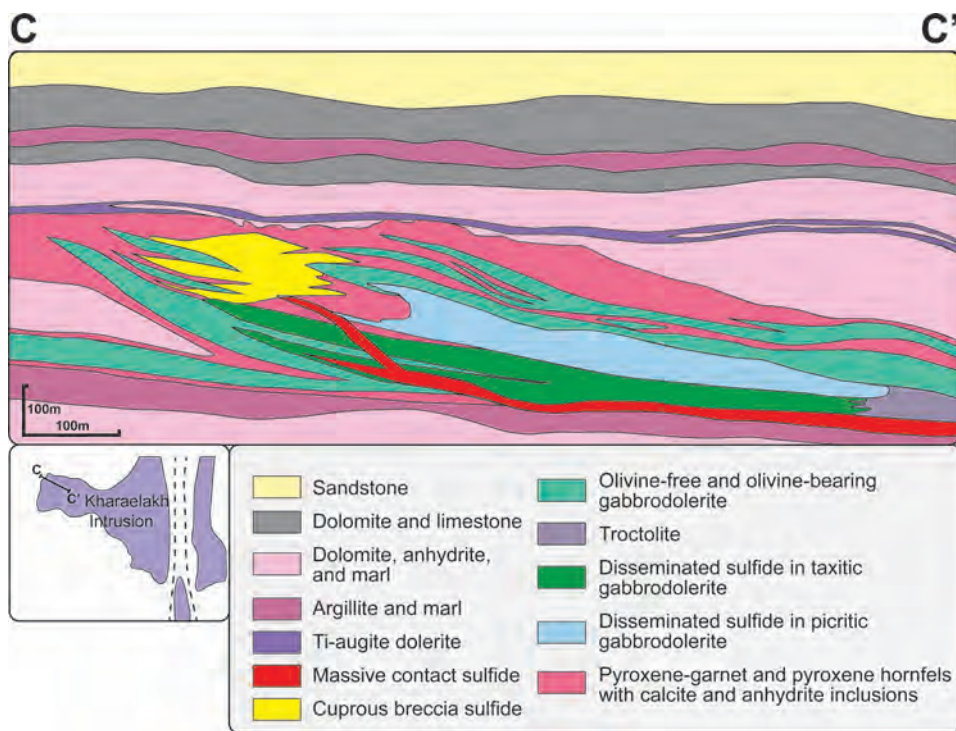 C C’
100m
100m
C
C'
Kharaelakh
Intrusion
Sandstone
Dolomite and limestone
Dolomite, anhydrite,
and marl
Argillite and marl
Ti-augite dolerite
Massive contact sulfide
Cuprous breccia sulfide
Olivine-free and olivine-bearing
gabbrodolerite
Troctolite
Disseminated sulfide in taxitic
gabbrodolerite
Disseminated sulfide in picritic
gabbrodolerite
Pyroxene-garnet and pyroxene hornfels
with calcite and anhydrite inclusions